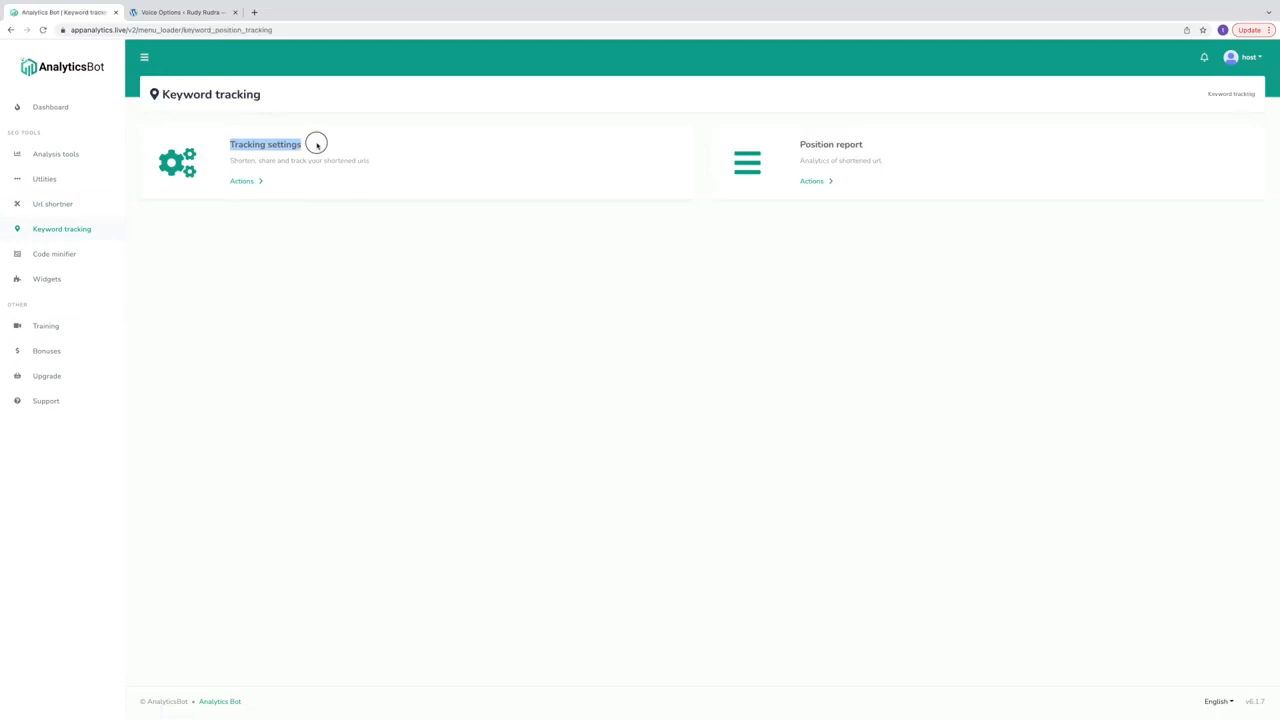 Analytics Bot | Keyword tracki
Voice Options ‹ Rudy Rudra —
appanalytics.live/v2/menu_loader/keyword_position_tracking
t
Update
AnalyticsBot
host
Keyword tracking
Keyword tracking
Dashboard
SEO TOOLS
Analysis tools
Utlities
Url shortner
Keyword tracking
Code minifier
Widgets
OTHER
Training
Bonuses
Upgrade
Support
Tracking settings
Shorten, share and track your shortened urls
Actions
Position report
Analytics of shortened url
Actions
© AnalyticsBot • Analytics Bot
English
v6.1.7